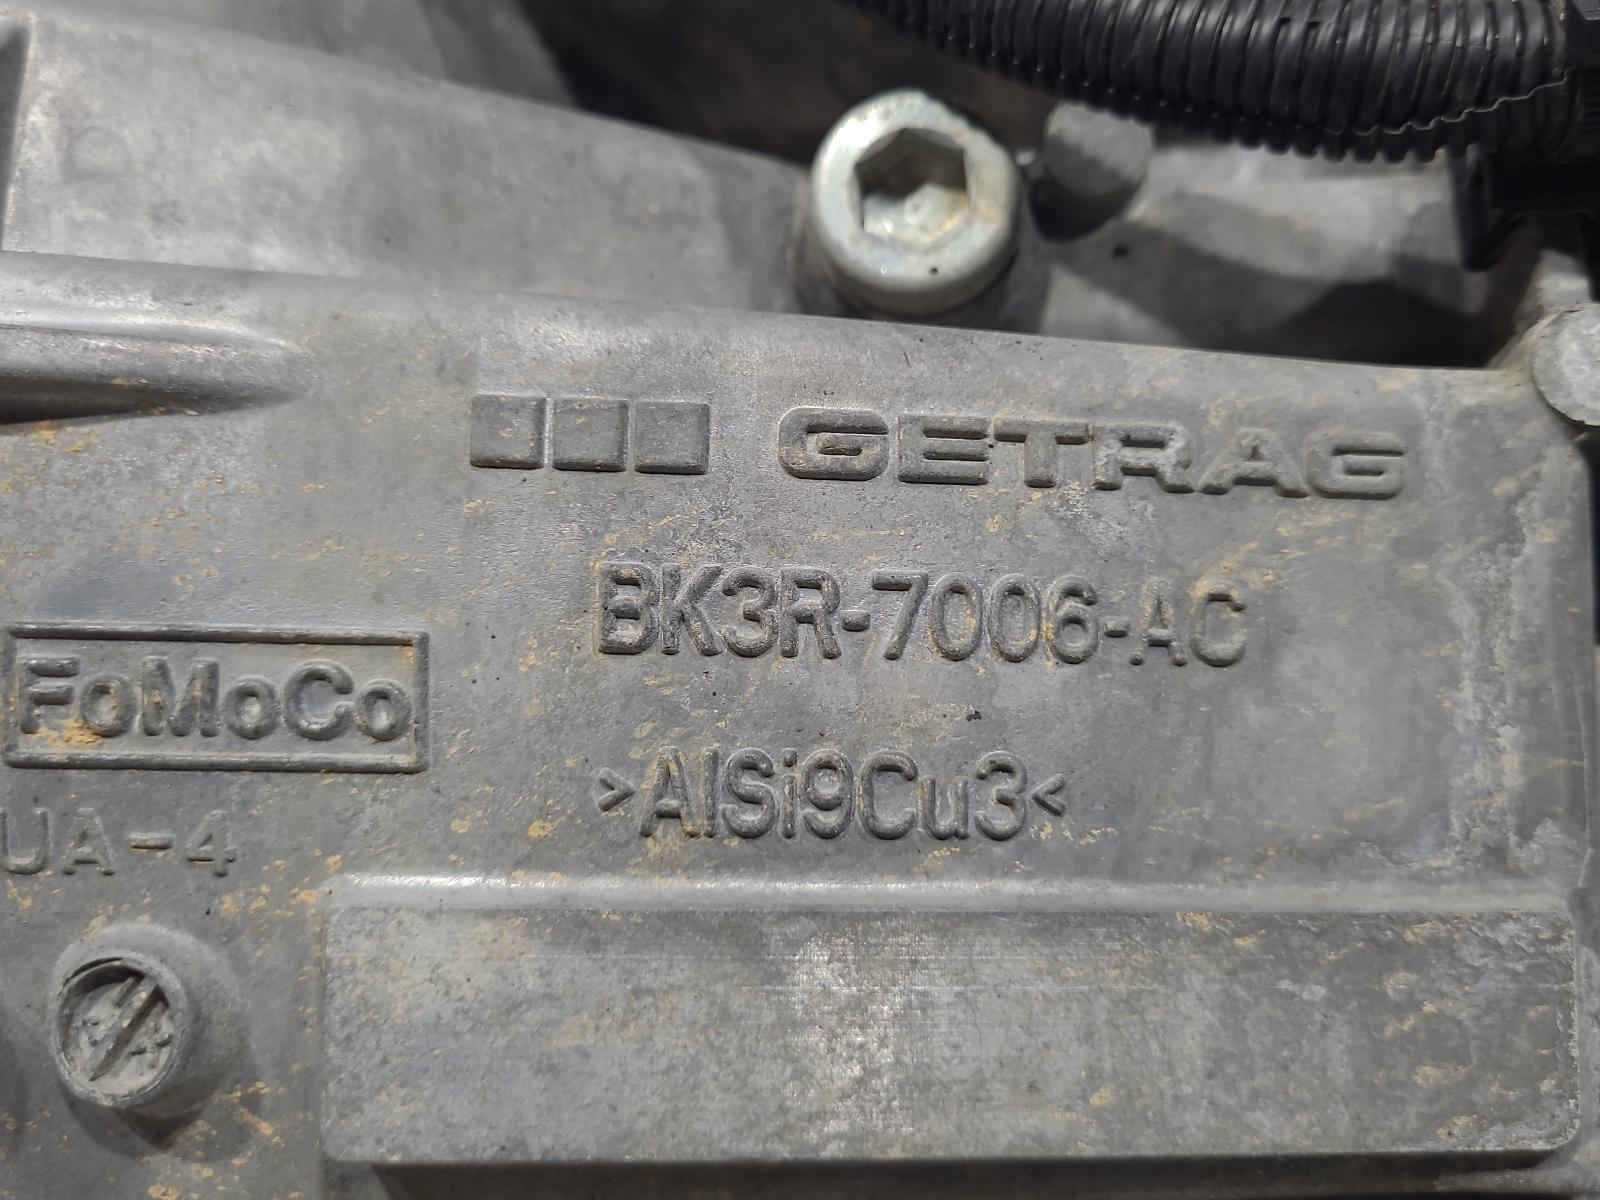 GETRAG
BK3R-7006-AC
FoMoCo
>AlSi9Cu3<
UA-4